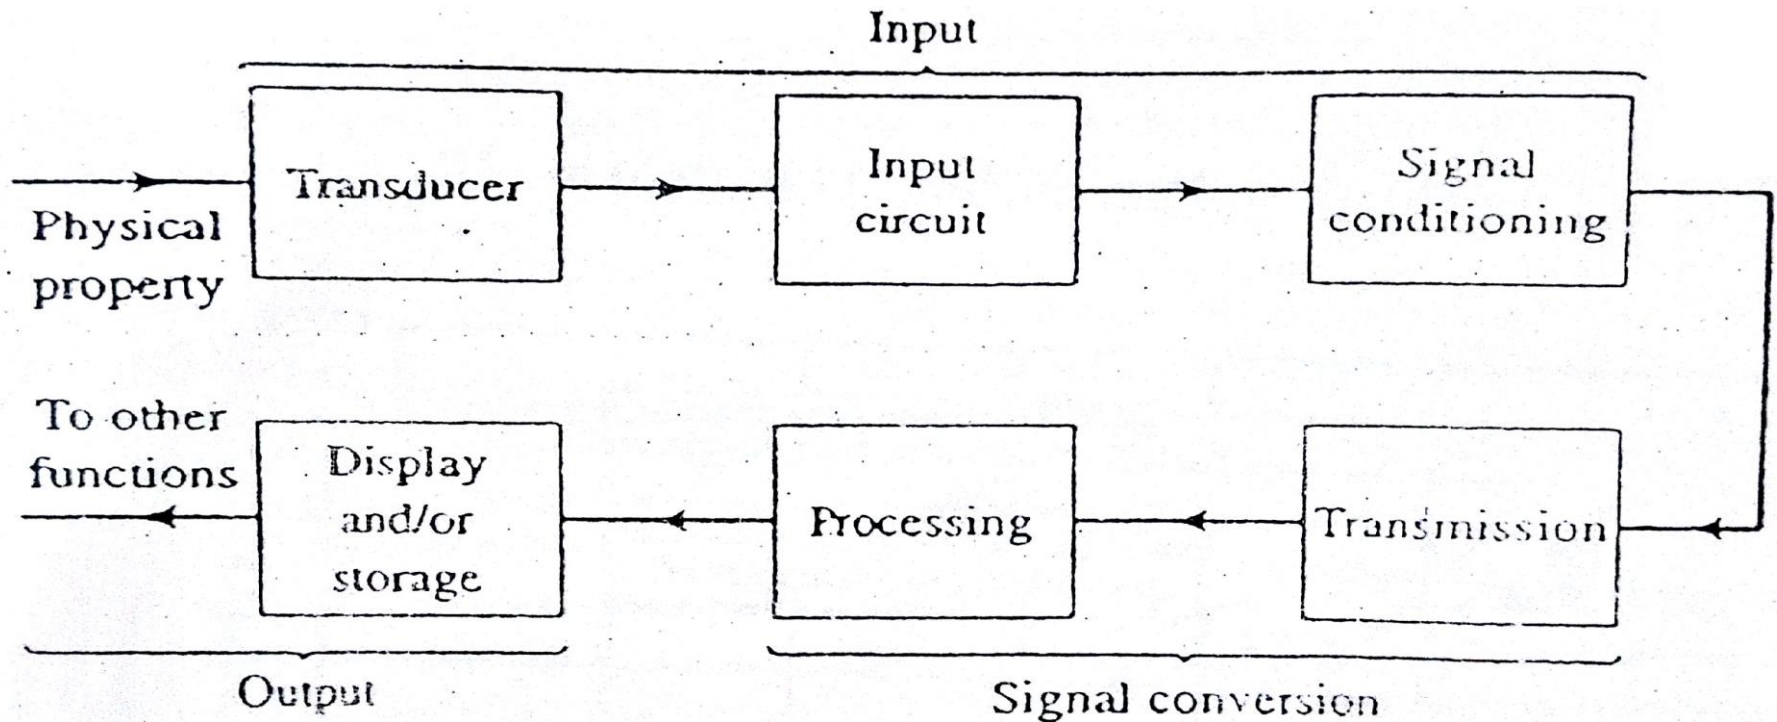 Input
Transducer
Input
circuit
Signal
conditioning
Physical
property
To other
functions
Display
and/or
storage
Processing
Transmission
Output
Signal conversion